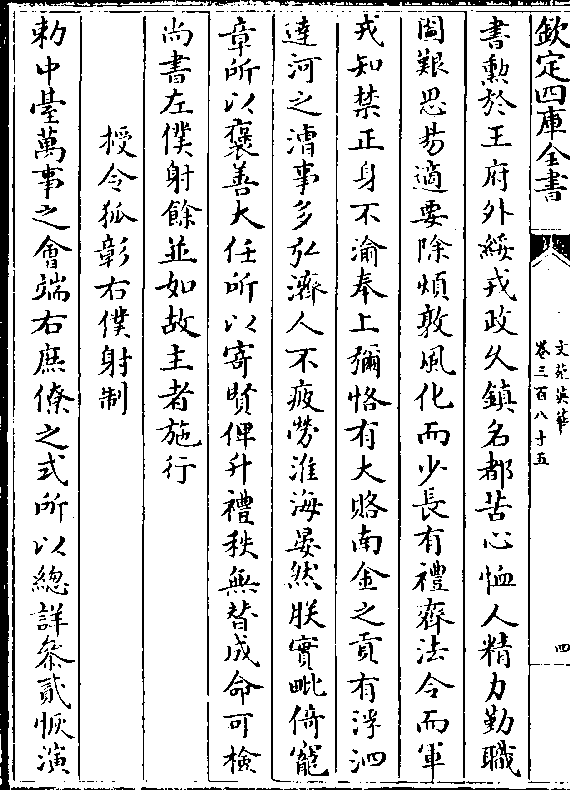 欽定四庫全書
文苑英華
卷三百八十五
四
書勲於王府外綏戎政久鎮名都苦心恤人精力勤職
圖艱思易適要除煩敦風化而少長有禮齊法令而軍
戎知禁正身不渝奉上彌恪有大賂南金之貢有浮泗
達河之漕事多弘濟人不疲勞淮海晏然朕實毗倚寵
章所以褒善大任所以寄賢俾升禮秩無替成命可檢
尚書左僕射餘並如故主者施行
授令狐彰右僕射制
勅中臺萬事之會端右庶僚之式所以總詳叅貳恢演